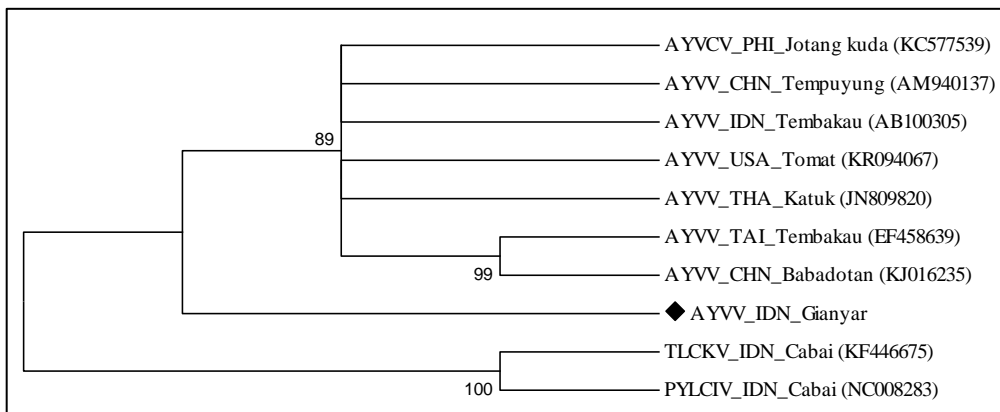 AYVCV_PHI_Jotang kuda (KC577539)
AYVV_CHN_Tempuyung (AM940137)
AYVV_IDN_Tembakau (AB100305)
89
AYVV_USA_Tomat (KR094067)
AYVV_THA_Katuk (JN809820)
AYVV_TAI_Tembakau (EF458639)
99
AYVV_CHN_Babadotan (KJ016235)
AYVV_IDN_Gianyar
TLCKV_IDN_Cabai (KF446675)
100
PYLCIV_IDN_Cabai (NC008283)